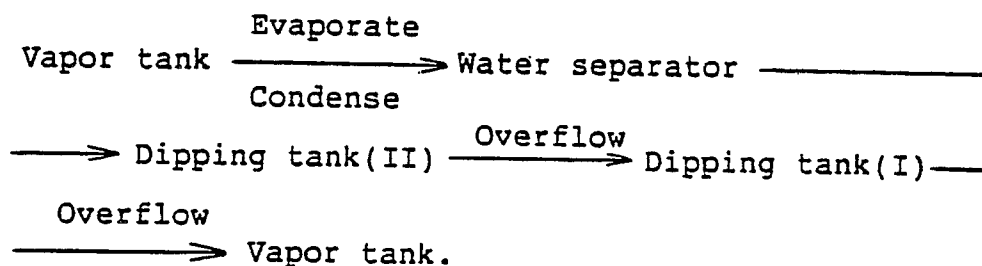 Evaporate
Vapor tank Water separator
Condense
Dipping tank(II) Overflow Dipping tank(I)
Overflow
Vapor tank.